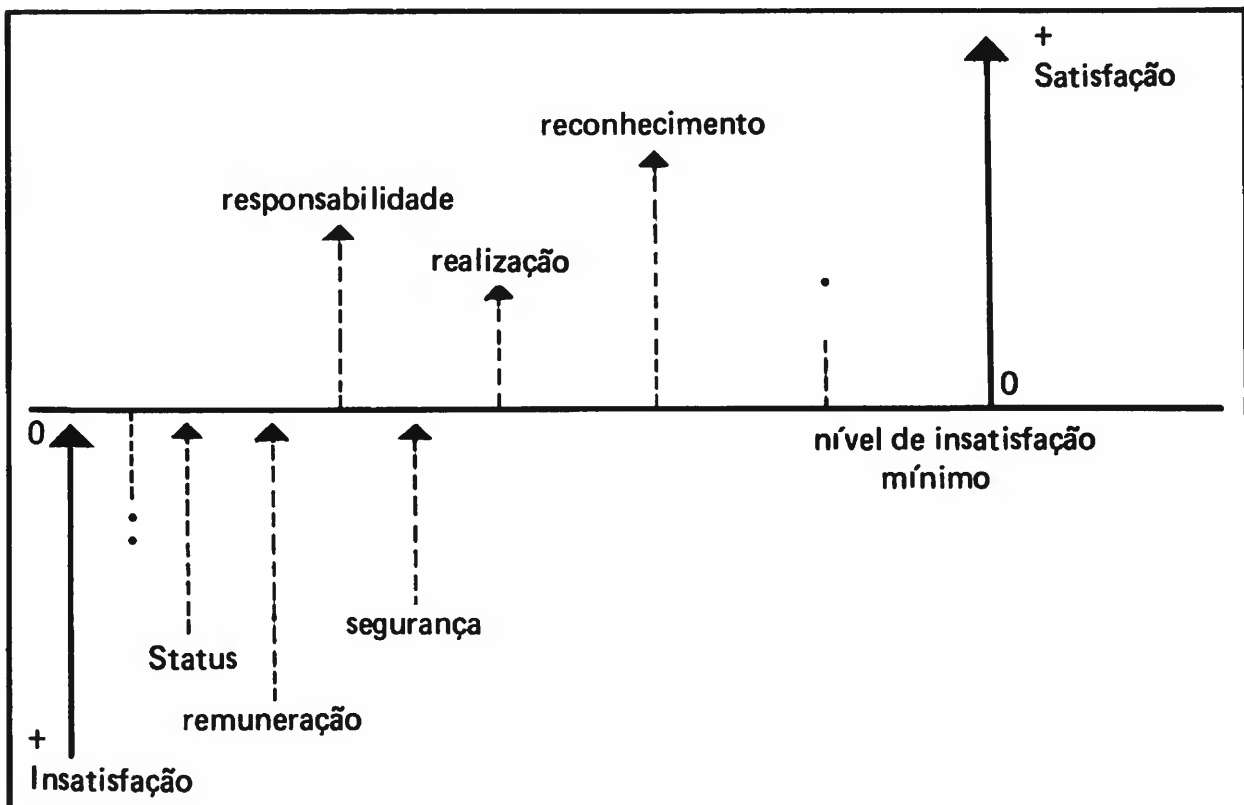 +
Satisfação
reconhecimento
responsabilidade
realização
0
0
nível de insatisfação
mínimo
segurança
Status
remuneração
+
Insatisfação